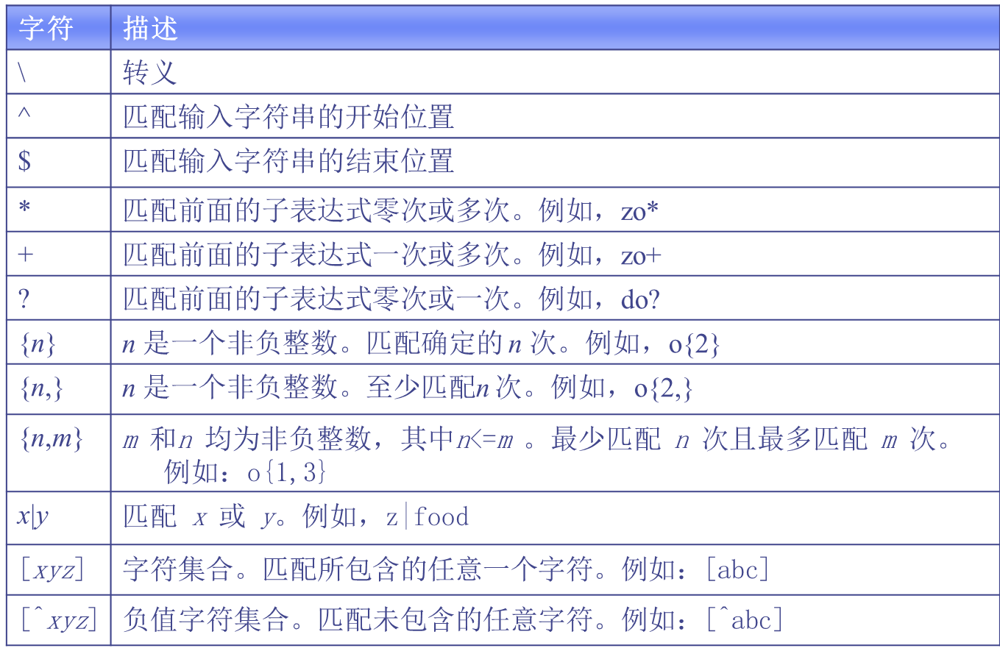 字符 描述
\ 转义
^ 匹配输入字符串的开始位置
$ 匹配输入字符串的结束位置
* 匹配前面的子表达式零次或多次。例如，zo*
+ 匹配前面的子表达式一次或多次。例如，zo+
? 匹配前面的子表达式零次或一次。例如，do?
{n} n 是一个非负整数。匹配确定的 n 次。例如，o{2}
{n,} n 是一个非负整数。至少匹配n 次。例如，o{2,}
{n,m} m 和n 均为非负整数，其中n<=m 。最少匹配 n 次且最多匹配 m 次。
例如：o{1,3}
x|y 匹配 x 或 y。例如，z|food
[xyz] 字符集合。匹配所包含的任意一个字符。例如：[abc]
[^xyz] 负值字符集合。匹配未包含的任意字符。例如：[^abc]